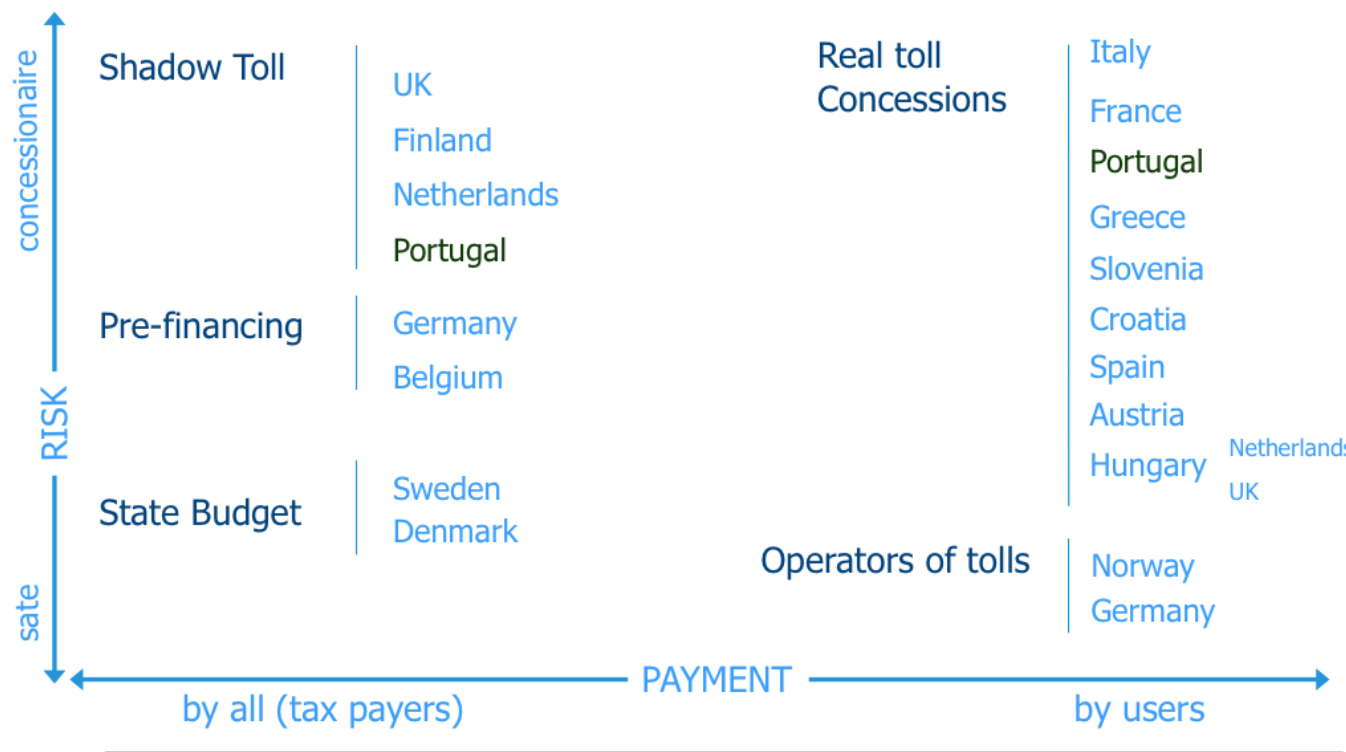 concessionaire
RISK
sate
Shadow Toll
UK
Finland
Netherlands
Portugal
Pre-financing
Germany
Belgium
State Budget
Sweden
Denmark
Real toll
Concessions
Italy
France
Portugal
Greece
Slovenia
Croatia
Spain
Austria
Hungary
Netherlands
UK
Operators of tolls
Norway
Germany
PAYMENT
by all (tax payers)
by users